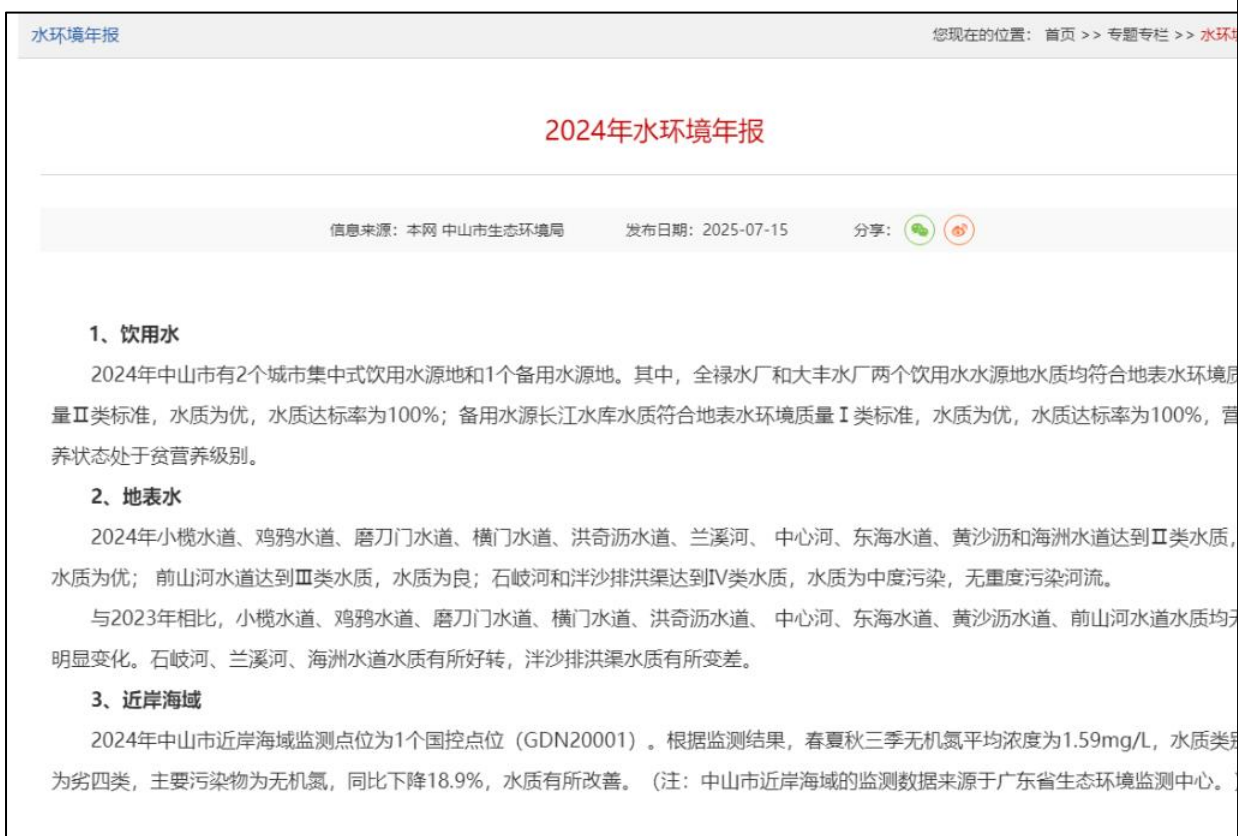 水环境年报
您现在的位置： 首页 >> 专题专栏 >> 水环
2024年水环境年报
信息来源：本网 中山市生态环境局 发布日期：2025-07-15 分享：
1、饮用水
2024年中山市有2个城市集中式饮用水源地和1个备用水源地。其中，全禄水厂和大丰水厂两个饮用水水源地水质均符合地表水环境质
量Ⅱ类标准，水质为优，水质达标率为100%；备用水源长江水库水质符合地表水环境质量Ⅰ类标准，水质为优，水质达标率为100%，营
养状态处于贫营养级别。
2、地表水
2024年小榄水道、鸡鸦水道、磨刀门水道、横门水道、洪奇沥水道、兰溪河、 中心河、东海水道、黄沙沥和海洲水道达到Ⅱ类水质，
水质为优； 前山河水道达到Ⅲ类水质，水质为良；石岐河和泮沙排洪渠达到IV类水质，水质为中度污染，无重度污染河流。
与2023年相比，小榄水道、鸡鸦水道、磨刀门水道、横门水道、洪奇沥水道、 中心河、东海水道、黄沙沥水道、前山河水道水质均无
明显变化。石岐河、兰溪河、海洲水道水质有所好转，泮沙排洪渠水质有所变差。
3、近岸海域
2024年中山市近岸海域监测点位为1个国控点位（GDN20001）。根据监测结果，春夏秋三季无机氮平均浓度为1.59mg/L，水质类别
为劣四类，主要污染物为无机氮，同比下降18.9%，水质有所改善。（注：中山市近岸海域的监测数据来源于广东省生态环境监测中心。）